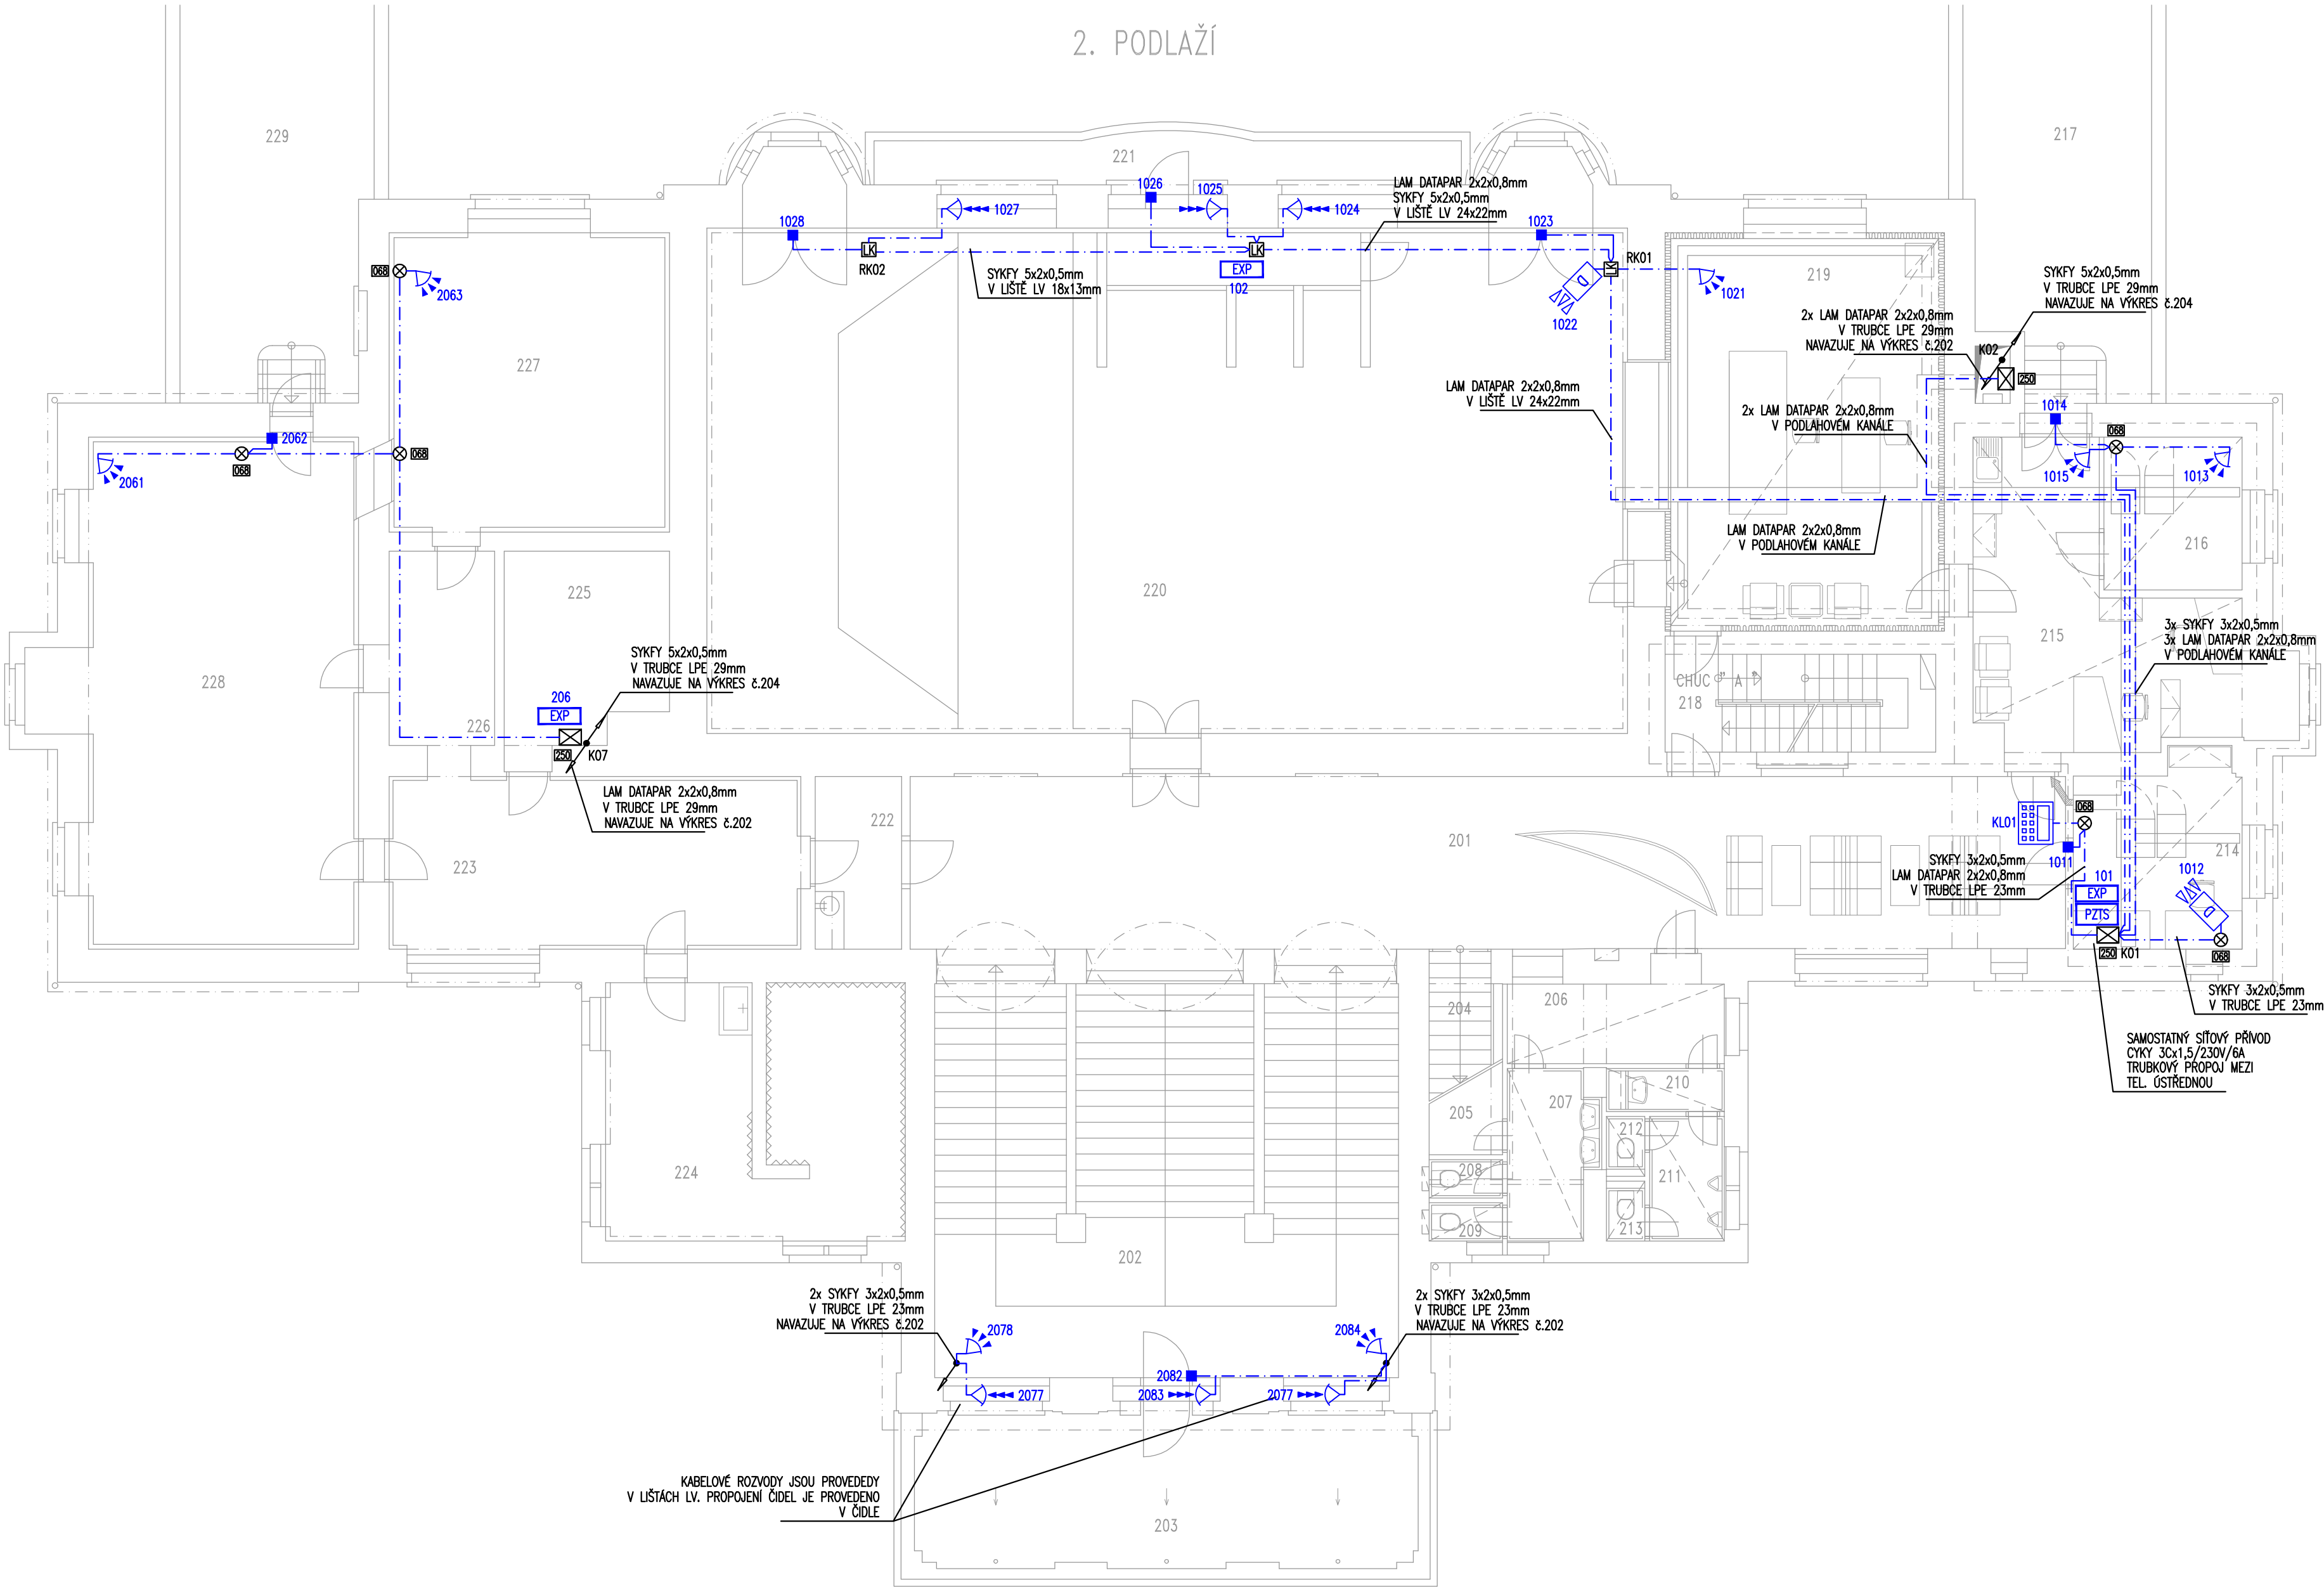 2. PODLAŽÍ
229
217
221
1026
1025
1027
1024
1028
1023
LAM DATAPAR 2x2x0,8mm
SYKFY 5x2x0,5mm
V LIŠTĚ LV 24x22mm
LK
RK02
LK
EXP
102
LK
RK01
1022
1021
219
SYKFY 5x2x0,5mm
V LIŠTĚ LV 18x13mm
068
2063
SYKFY 5x2x0,5mm
V TRUBCE LPE 29mm
NAVAZUJE NA VÝKRES č.204
2x LAM DATAPAR 2x2x0,8mm
V TRUBCE LPE 29mm
NAVAZUJE NA VÝKRES č.202
K02
250
227
LAM DATAPAR 2x2x0,8mm
V LIŠTĚ LV 24x22mm
2x LAM DATAPAR 2x2x0,8mm
V PODLAHOVÉM KANÁLE
1014
068
1015
1013
2062
068
068
2061
LAM DATAPAR 2x2x0,8mm
V PODLAHOVÉM KANÁLE
216
225
220
215
3x SYKFY 3x2x0,5mm
3x LAM DATAPAR 2x2x0,8mm
V PODLAHOVÉM KANÁLE
228
226
SYKFY 5x2x0,5mm
V TRUBCE LPE 29mm
NAVAZUJE NA VÝKRES č.204
206
EXP
250
K07
CHÚC " A "
218
LAM DATAPAR 2x2x0,8mm
V TRUBCE LPE 29mm
NAVAZUJE NA VÝKRES č.202
222
223
201
KL01
068
1011
214
SYKFY 3x2x0,5mm
LAM DATAPAR 2x2x0,8mm
V TRUBCE LPE 23mm
101
EXP
PZTS
1012
250
K01
068
SYKFY 3x2x0,5mm
V TRUBCE LPE 23mm
SAMOSTATNÝ SÍŤOVÝ PŘÍVOD
CYKY 3Cx1,5/230V/6A
TRUBKOVÝ PROPOJ MEZI
TEL. ÚSTŘEDNOU
204
206
210
205
207
212
208
211
209
213
224
202
2x SYKFY 3x2x0,5mm
V TRUBCE LPE 23mm
NAVAZUJE NA VÝKRES č.202
2x SYKFY 3x2x0,5mm
V TRUBCE LPE 23mm
NAVAZUJE NA VÝKRES č.202
2078
2084
2082
2077
2083
2077
KABELOVÉ ROZVODY JSOU PROVEDEDY
V LIŠTÁCH LV. PROPOJENÍ ČIDEL JE PROVEDENO
V ČIDLE
203